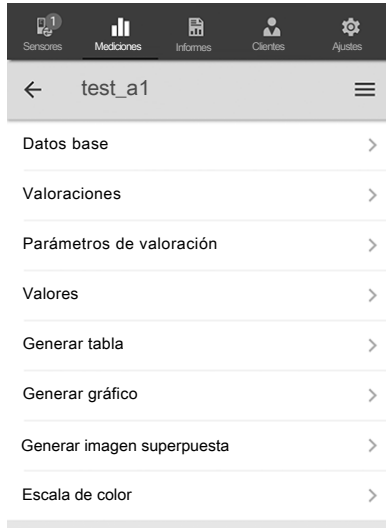 1
Sensores Mediciones Informes Clientes Ajustes
test_a1
Datos base
Valoraciones
Parámetros de valoración
Valores
Generar tabla
Generar gráfico
Generar imagen superpuesta
Escala de color